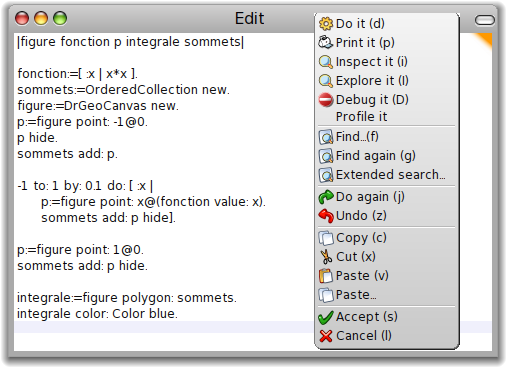 Edit
|figure fonction p integrale sommets|
fonction:=[ :x | x*x ].
sommets:=OrderedCollection new.
figure:=DrGeoCanvas new.
p:=figure point: -1@0.
p hide.
sommets add: p.
-1 to: 1 by: 0.1 do: [ :x |
p:=figure point: x@(fonction value: x).
sommets add: p hide].
p:=figure point: 1@0.
sommets add: p hide.
integrale:=figure polygon: sommets.
integrale color: Color blue.
Do it (d)
Print it (p)
Inspect it (i)
Explore it (I)
Debug it (D)
Profile it
Find...(f)
Find again (g)
Extended search...
Do again (j)
Undo (z)
Copy (c)
Cut (x)
Paste (v)
Paste...
Accept (s)
Cancel (l)